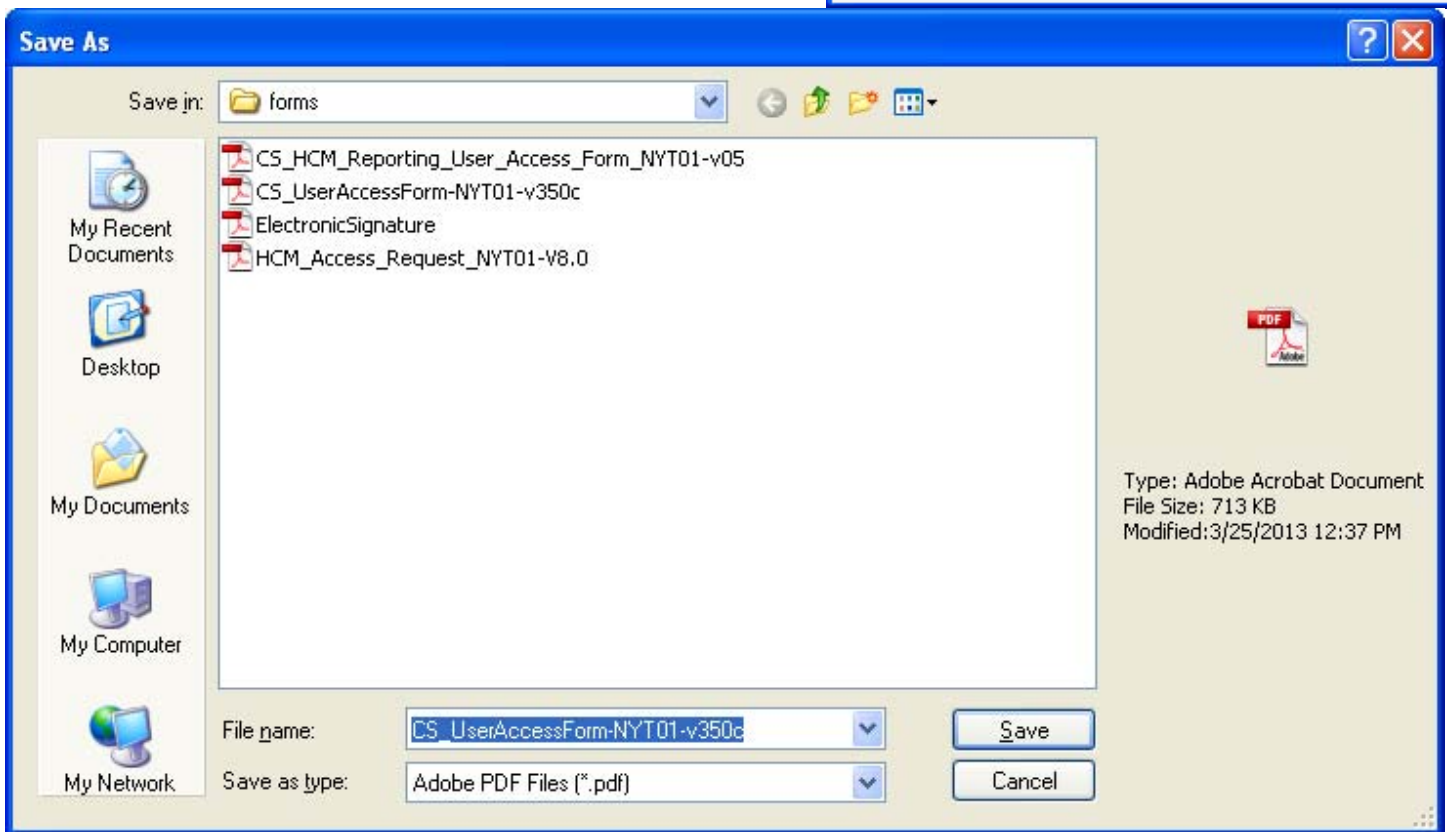 Save As
Save in:
forms
CS_HCM_Reporting_User_Access_Form_NYT01-v05
CS_UserAccessForm-NYT01-v350c
ElectronicSignature
HCM_Access_Request_NYT01-V8.0
My Recent
Documents
Desktop
My Documents
My Computer
My Network
PDF
Adobe
Type: Adobe Acrobat Document
File Size: 713 KB
Modified:3/25/2013 12:37 PM
File name:
CS_UserAccessForm-NYT01-v350c
Save
Save as type:
Adobe PDF Files (*.pdf)
Cancel